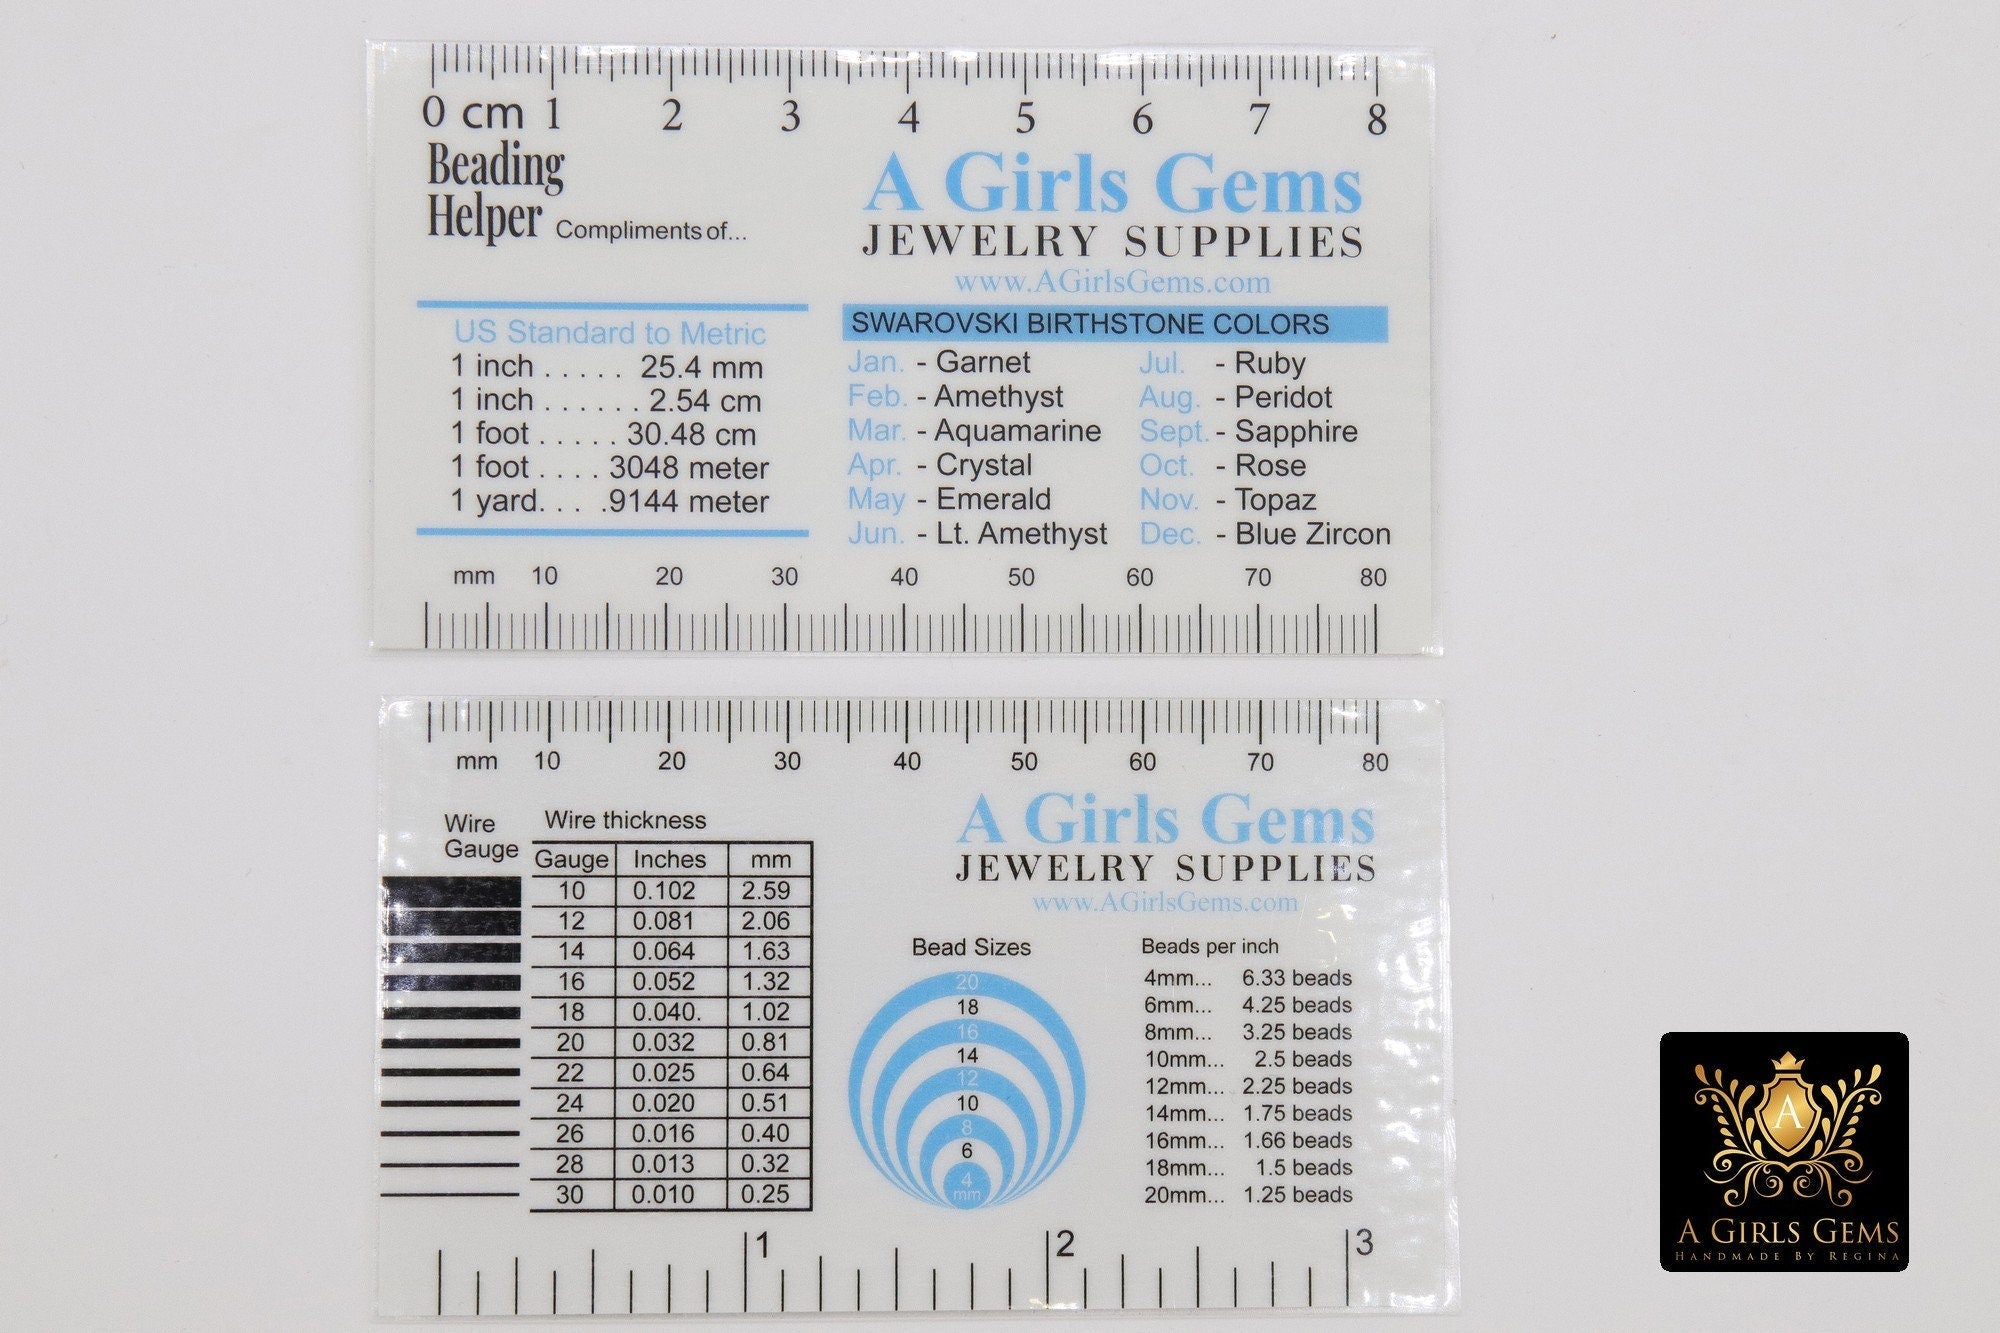 0 cm 1 2 3 4 5 6 7 8
Beading
Helper Compliments of...
A Girls Gems
JEWELRY SUPPLIES
www.AGirlsGems.com
US Standard to Metric
1 inch . . . . . 25.4 mm
1 inch . . . . . . 2.54 cm
1 foot . . . . . 30.48 cm
1 foot . . . . 3048 meter
1 yard. . . .9144 meter
SWAROVSKI BIRTHSTONE COLORS
Jan. - Garnet Jul. - Ruby
Feb. - Amethyst Aug. - Peridot
Mar. - Aquamarine Sept. - Sapphire
Apr. - Crystal Oct. - Rose
May - Emerald Nov. - Topaz
Jun. - Lt. Amethyst Dec. - Blue Zircon
mm 10 20 30 40 50 60 70 80
mm 10 20 30 40 50 60 70 80
Wire
Gauge
Wire thickness
Gauge Inches mm
10 0.102 2.59
12 0.081 2.06
14 0.064 1.63
16 0.052 1.32
18 0.040. 1.02
20 0.032 0.81
22 0.025 0.64
24 0.020 0.51
26 0.016 0.40
28 0.013 0.32
30 0.010 0.25
A Girls Gems
JEWELRY SUPPLIES
www.AGirlsGems.com
Bead Sizes
20
18
16
14
12
10
8
6
4
mm
Beads per inch
4mm... 6.33 beads
6mm... 4.25 beads
8mm... 3.25 beads
10mm... 2.5 beads
12mm... 2.25 beads
14mm... 1.75 beads
16mm... 1.66 beads
18mm... 1.5 beads
20mm... 1.25 beads
1 2 3
A
A GIRLS GEMS
HANDMADE BY REGINA